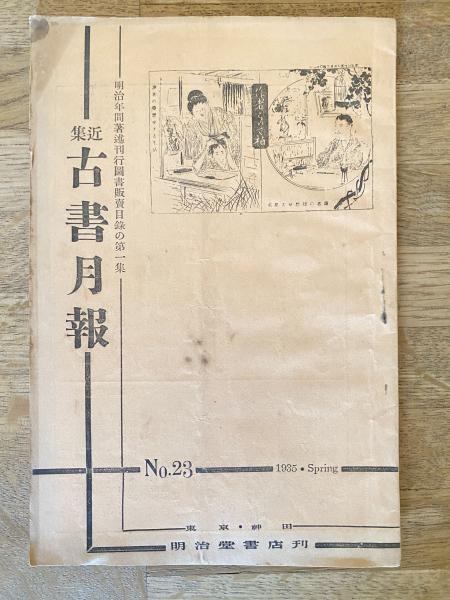 明治年間著述刊行圖書販賣目錄の第一集
近集
古書月報
No.23
1935・Spring
東京・神田
明治堂書店刊